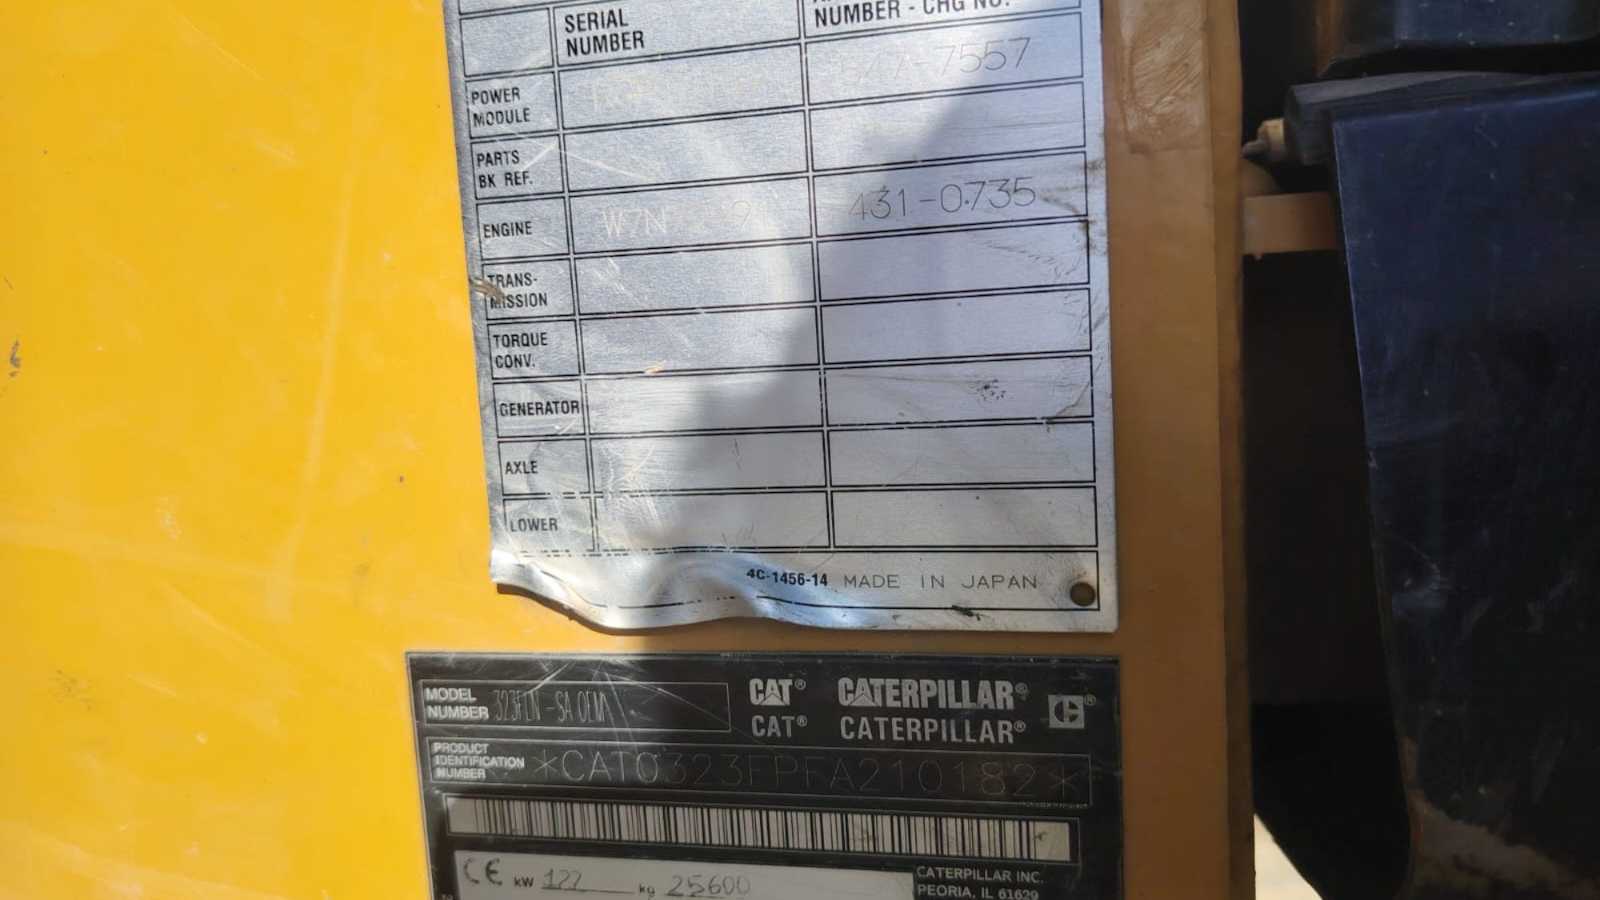 SERIAL
NUMBER
NUMBER - CHG NO.
POWER
MODULE
7557
PARTS
BK REF.
ENGINE
431-0735
TRANS-
MISSION
TORQUE
CONV.
GENERATOR
AXLE
LOWER
4C-1456-14 MADE IN JAPAN
MODEL
NUMBER
CAT® CATERPILLAR®
CAT® CATERPILLAR®
PRODUCT
IDENTIFICATION
NUMBER
*CAT0323FPFA210182*
CE kW 122 kg 25600
CATERPILLAR INC.
PEORIA, IL 61629